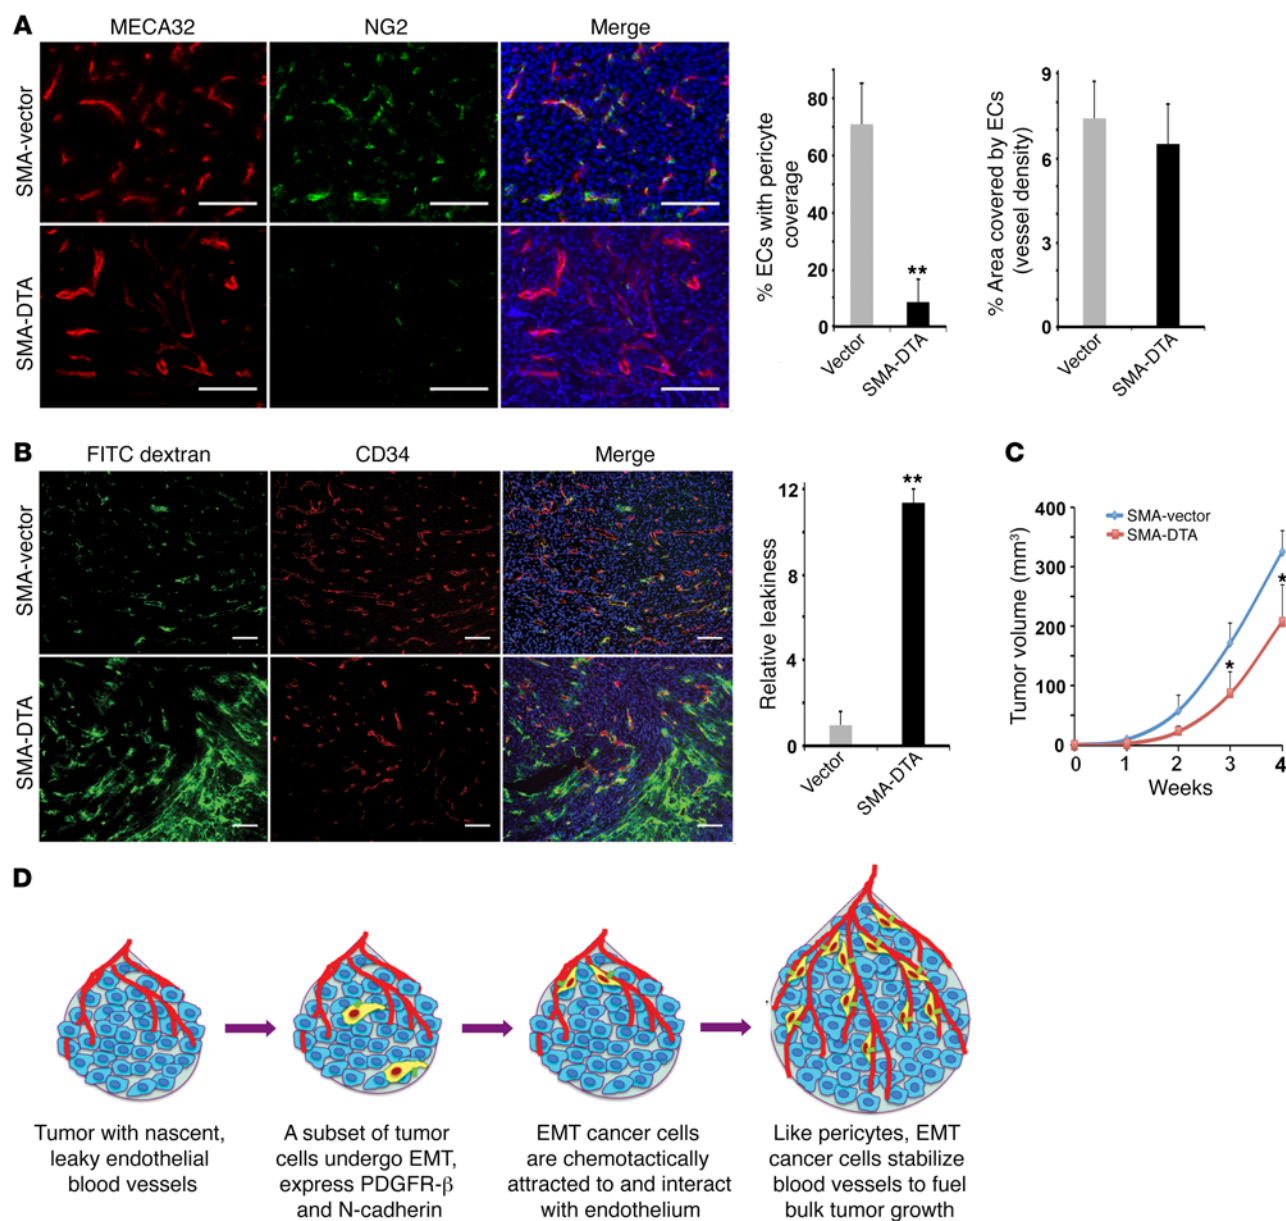 A
MECA32
NG2
Merge
SMA-vector
SMA-DTA
% ECs with pericyte
coverage
80
60
40
20
0
**
Vector
SMA-DTA
% Area covered by ECs
(vessel density)
9
6
3
0
Vector
SMA-DTA
B
FITC dextran
CD34
Merge
SMA-vector
SMA-DTA
Relative leakiness
12
8
4
0
**
Vector
SMA-DTA
C
Tumor volume (mm³)
400
300
200
100
0
SMA-vector
SMA-DTA
*
*
0 1 2 3 4
Weeks
D
Tumor with nascent,
leaky endothelial
blood vessels
A subset of tumor
cells undergo EMT,
express PDGFR-β
and N-cadherin
EMT cancer cells
are chemotactically
attracted to and interact
with endothelium
Like pericytes, EMT
cancer cells stabilize
blood vessels to fuel
bulk tumor growth